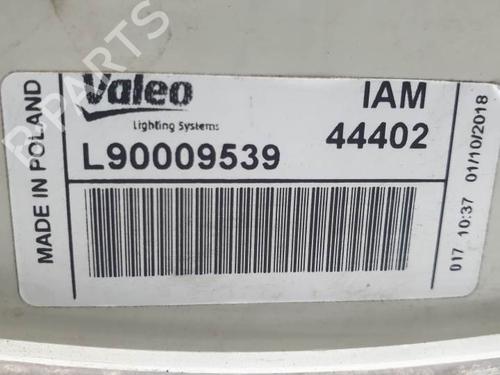 MADE IN POLAND
Valeo
Lighting Systems
L90009539
IAM
44402
017 10:37 01/10/2018
PARTS